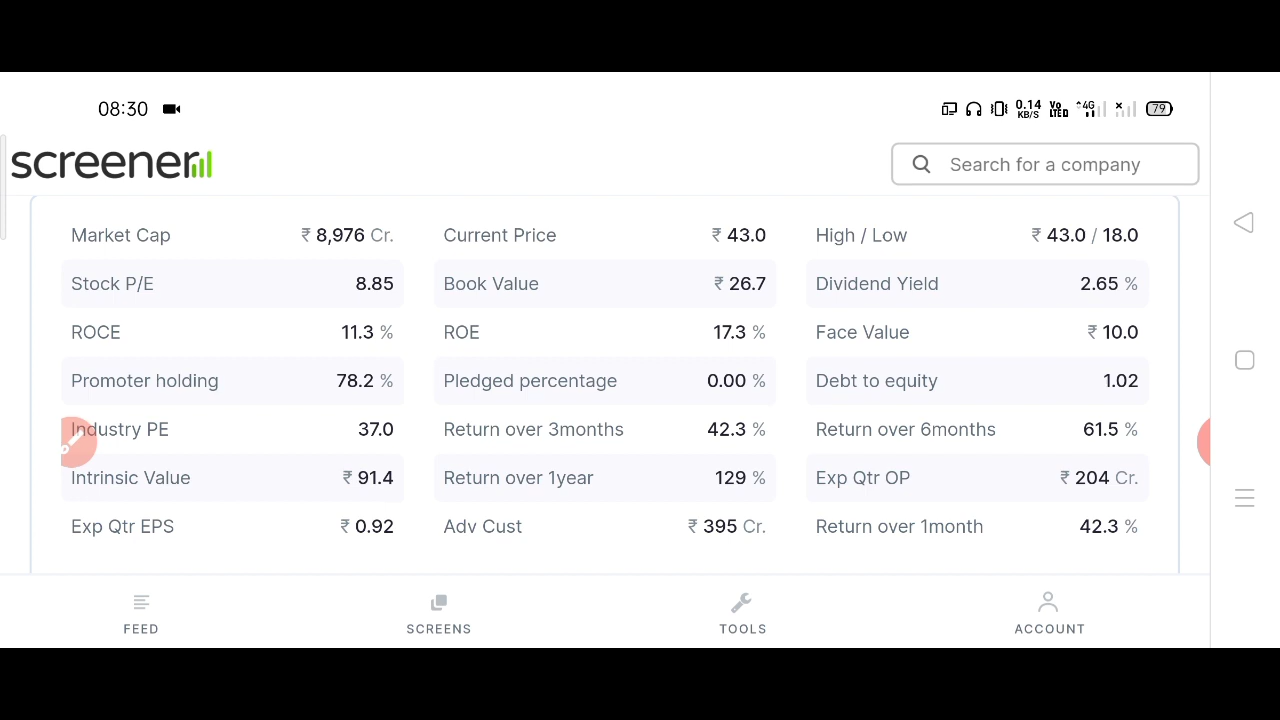 08:30
0.14 KB/S Vo LTED 4G 79
screener
Search for a company
Market Cap ₹ 8,976 Cr. Current Price ₹ 43.0 High / Low ₹ 43.0 / 18.0
Stock P/E 8.85 Book Value ₹ 26.7 Dividend Yield 2.65 %
ROCE 11.3 % ROE 17.3 % Face Value ₹ 10.0
Promoter holding 78.2 % Pledged percentage 0.00 % Debt to equity 1.02
Industry PE 37.0 Return over 3months 42.3 % Return over 6months 61.5 %
Intrinsic Value ₹ 91.4 Return over 1year 129 % Exp Qtr OP ₹ 204 Cr.
Exp Qtr EPS ₹ 0.92 Adv Cust ₹ 395 Cr. Return over 1month 42.3 %
FEED SCREENS TOOLS ACCOUNT